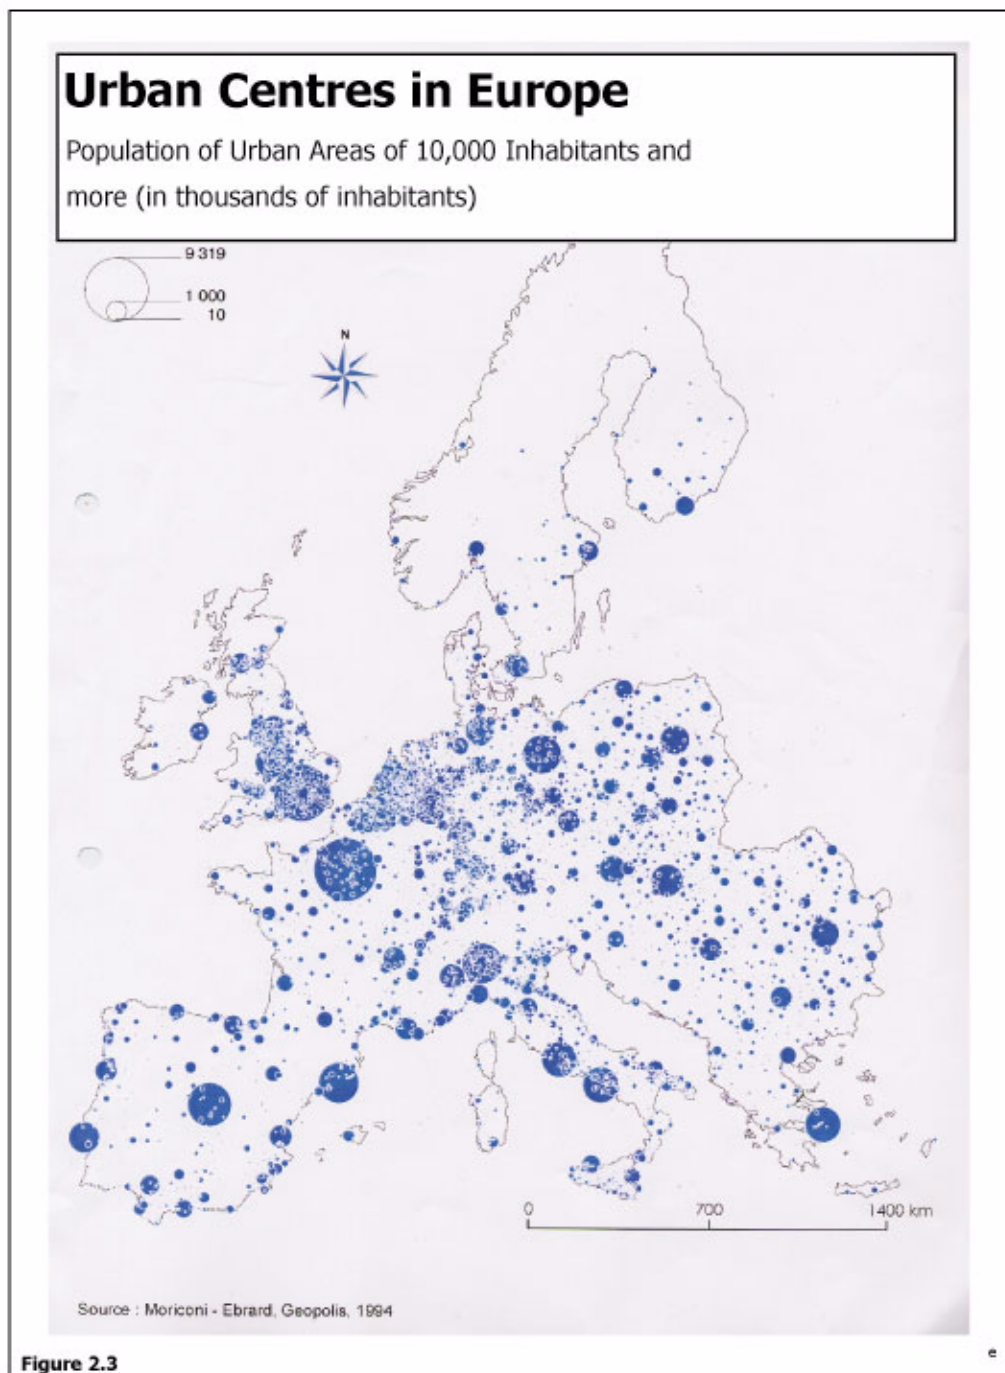 Urban Centres in Europe
Population of Urban Areas of 10,000 Inhabitants and
more (in thousands of inhabitants)
9 319
1 000
10
N
0 700 1400 km
Source : Moriconi - Ebrard, Geopolis, 1994
Figure 2.3
e